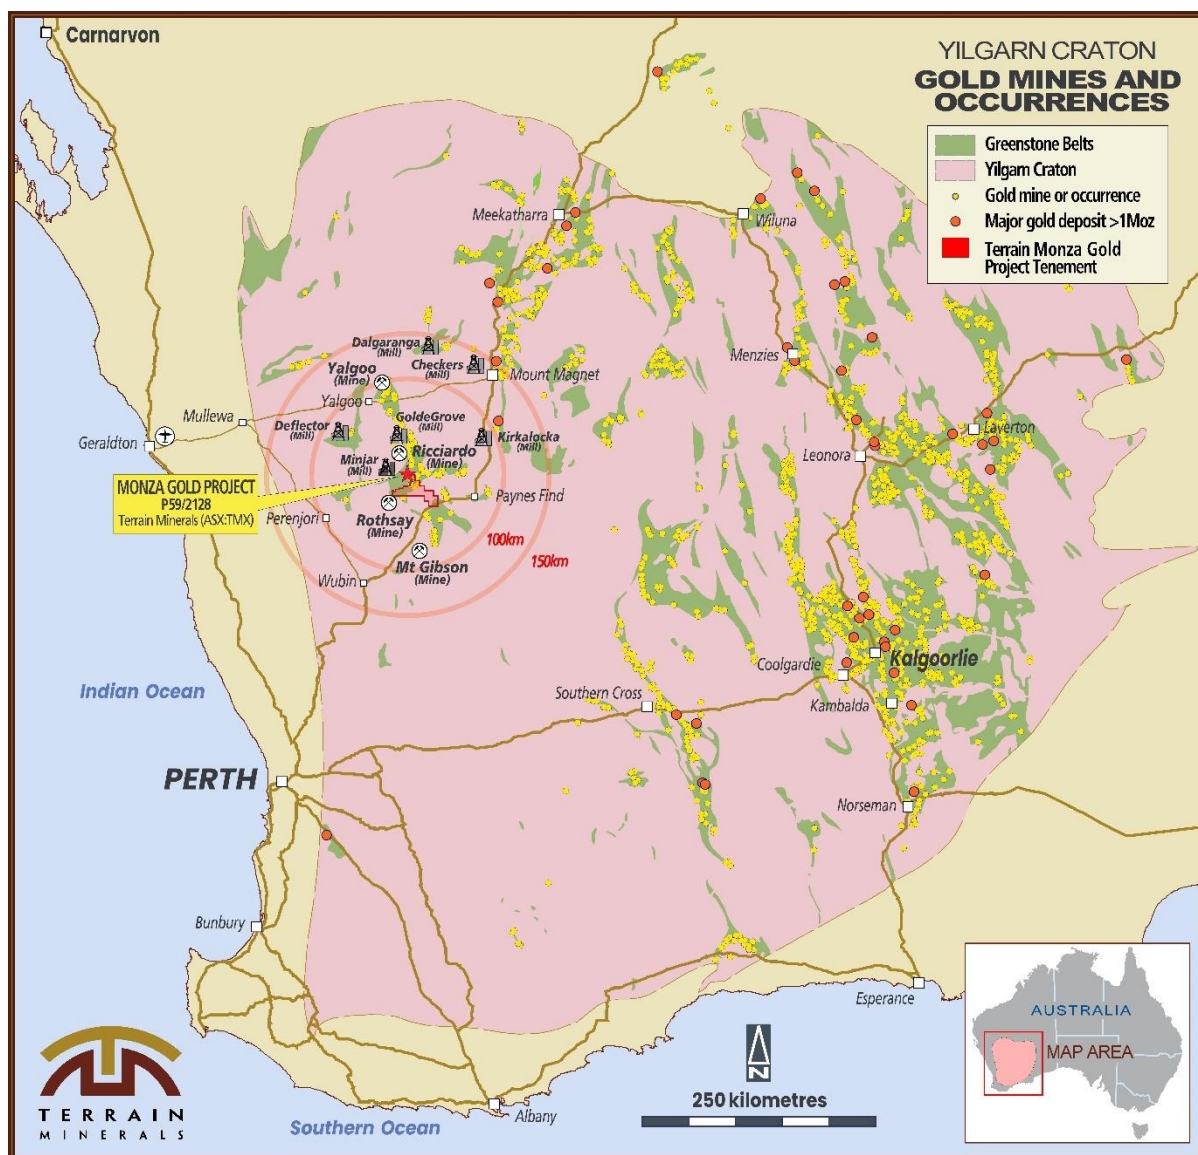 Carnarvon
YILGARN CRATON
GOLD MINES AND
OCCURRENCES
Greenstone Belts
Yilgarn Craton
Gold mine or occurrence
Major gold deposit >1Moz
Terrain Monza Gold
Project Tenement
Meekatharra
Wiluna
Dalgaranga
(Mill)
Checkers
(Mill)
Yalgoo
(Mine)
Mount Magnet
Menzies
Yalgoo
Mullewa
Deflector
(Mill)
GoldeGrove
(Mill)
Kirkalocka
(Mill)
Geraldton
Laverton
Leonora
Ricciardo
(Mine)
Minjar
(Mill)
MONZA GOLD PROJECT
P59/2128
Terrain Minerals (ASX:TMX)
Paynes Find
Perenjori
Rothsay
(Mine)
100km
150km
Mt Gibson
(Mine)
Wubin
Kalgoorlie
Coolgardie
Kambalda
Indian Ocean
Southern Cross
PERTH
Norseman
Bunbury
Esperance
AUSTRALIA
MAP AREA
N
250 kilometres
Albany
Southern Ocean
TERRAIN
MINERALS